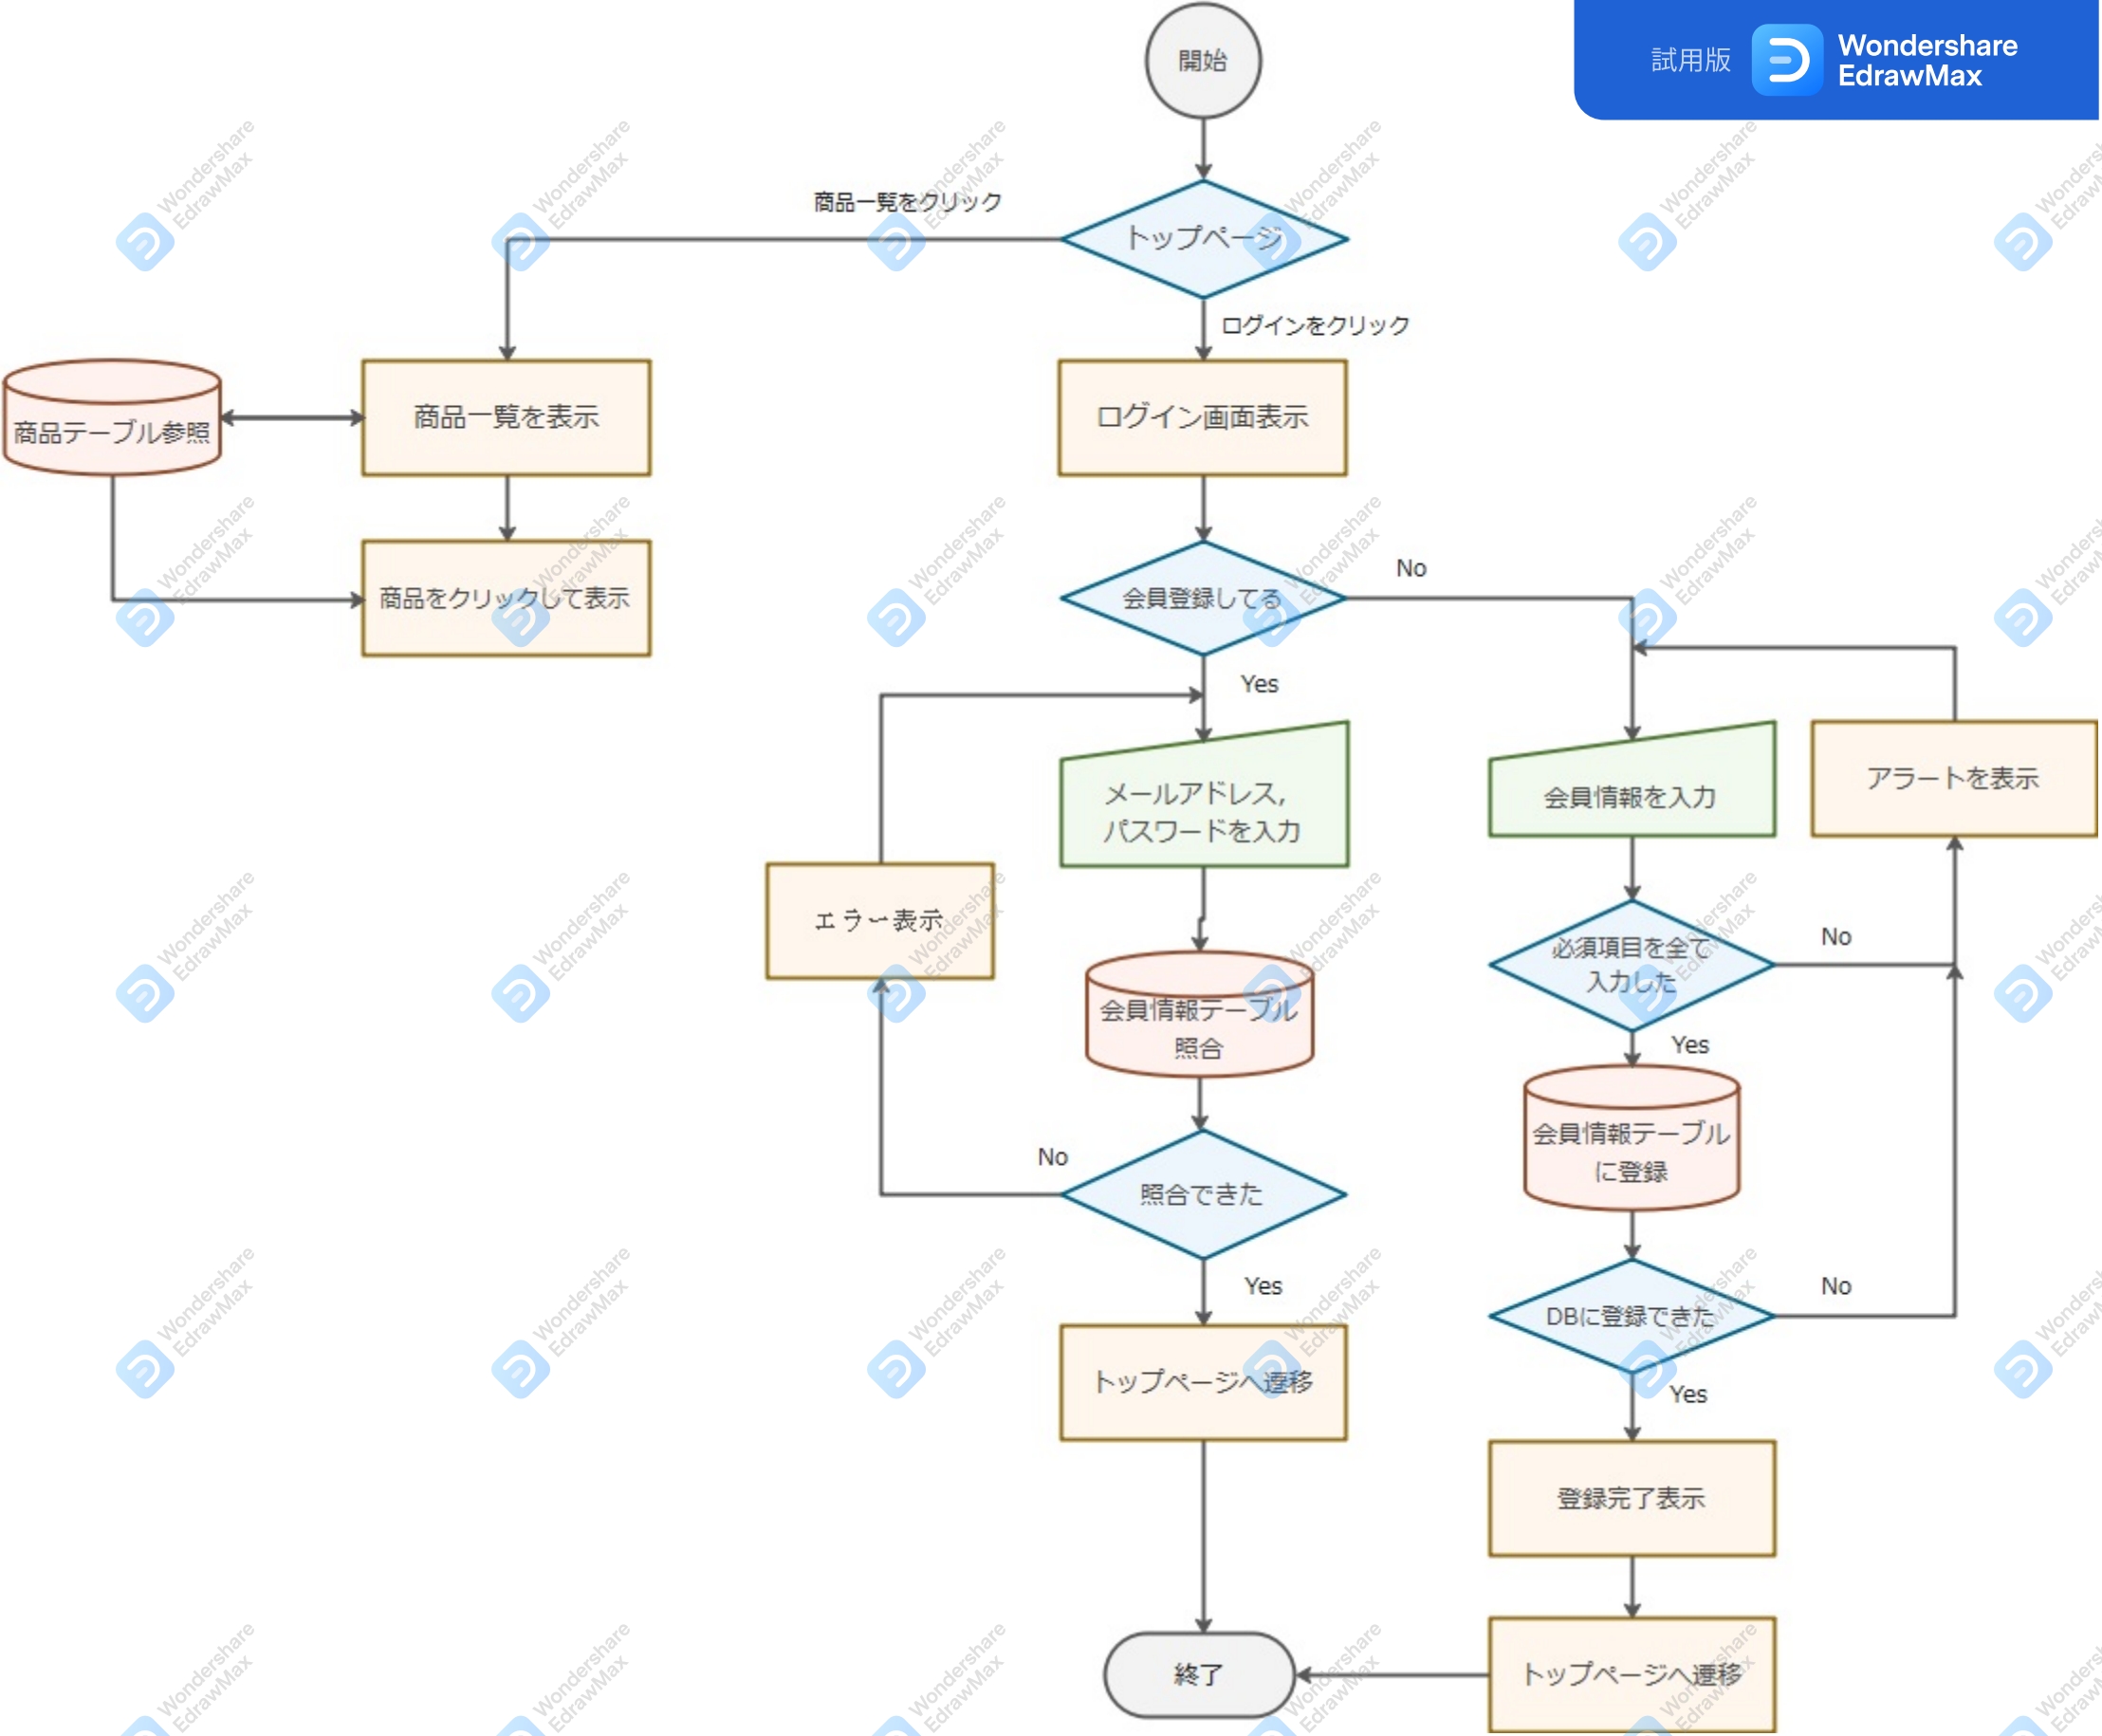 開始
試用版
Wondershare
EdrawMax
商品一覧をクリック
トップページ
ログインをクリック
商品テーブル参照
商品一覧を表示
ログイン画面表示
商品をクリックして表示
会員登録してる
No
Yes
メールアドレス,
パスワードを入力
会員情報を入力
アラートを表示
エラー表示
必須項目を全て
入力した
No
会員情報テーブル
照合
Yes
会員情報テーブル
に登録
No
照合できた
Yes
DBに登録できた
No
Yes
トップページへ遷移
登録完了表示
終了
トップページへ遷移
Wondershare
EdrawMax